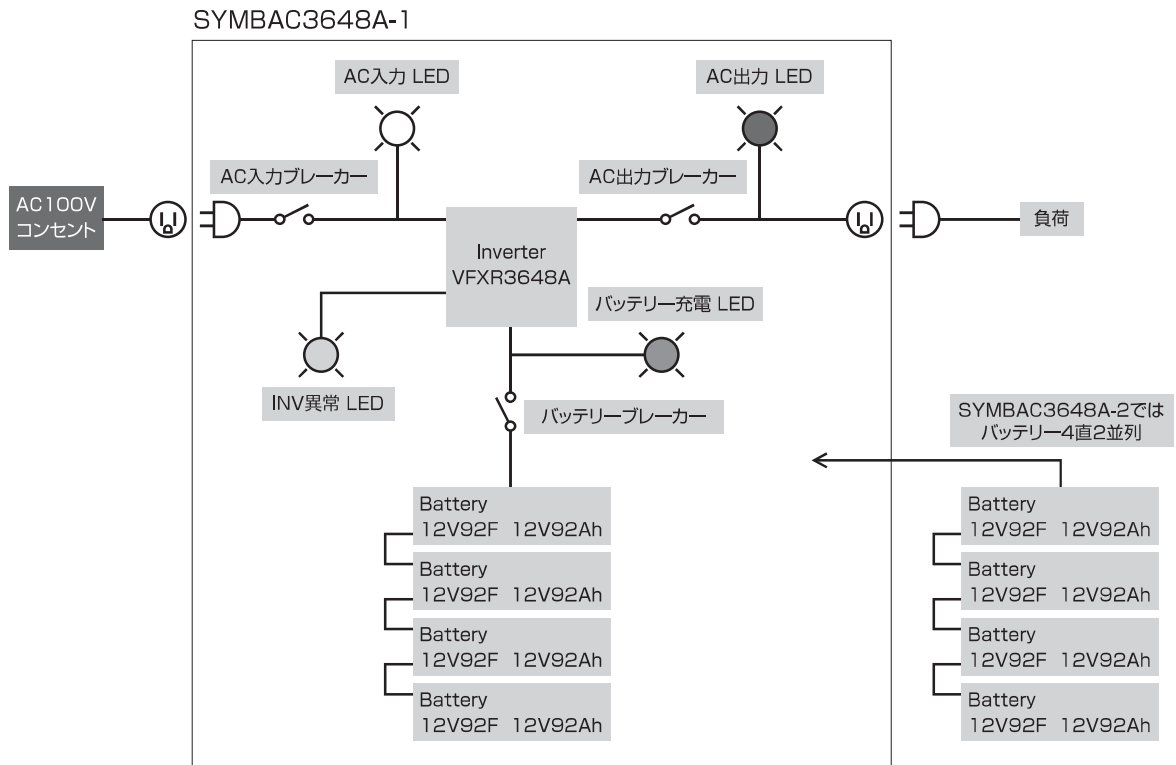 SYMBAC3648A-1
AC入力 LED
AC出力 LED
AC入力ブレーカー
AC出力ブレーカー
AC100V
コンセント
負荷
Inverter
VFXR3648A
バッテリー充電 LED
INV異常 LED
バッテリーブレーカー
SYMBAC3648A-2では
バッテリー4直2並列
Battery
12V92F 12V92Ah
Battery
12V92F 12V92Ah
Battery
12V92F 12V92Ah
Battery
12V92F 12V92Ah
Battery
12V92F 12V92Ah
Battery
12V92F 12V92Ah
Battery
12V92F 12V92Ah
Battery
12V92F 12V92Ah